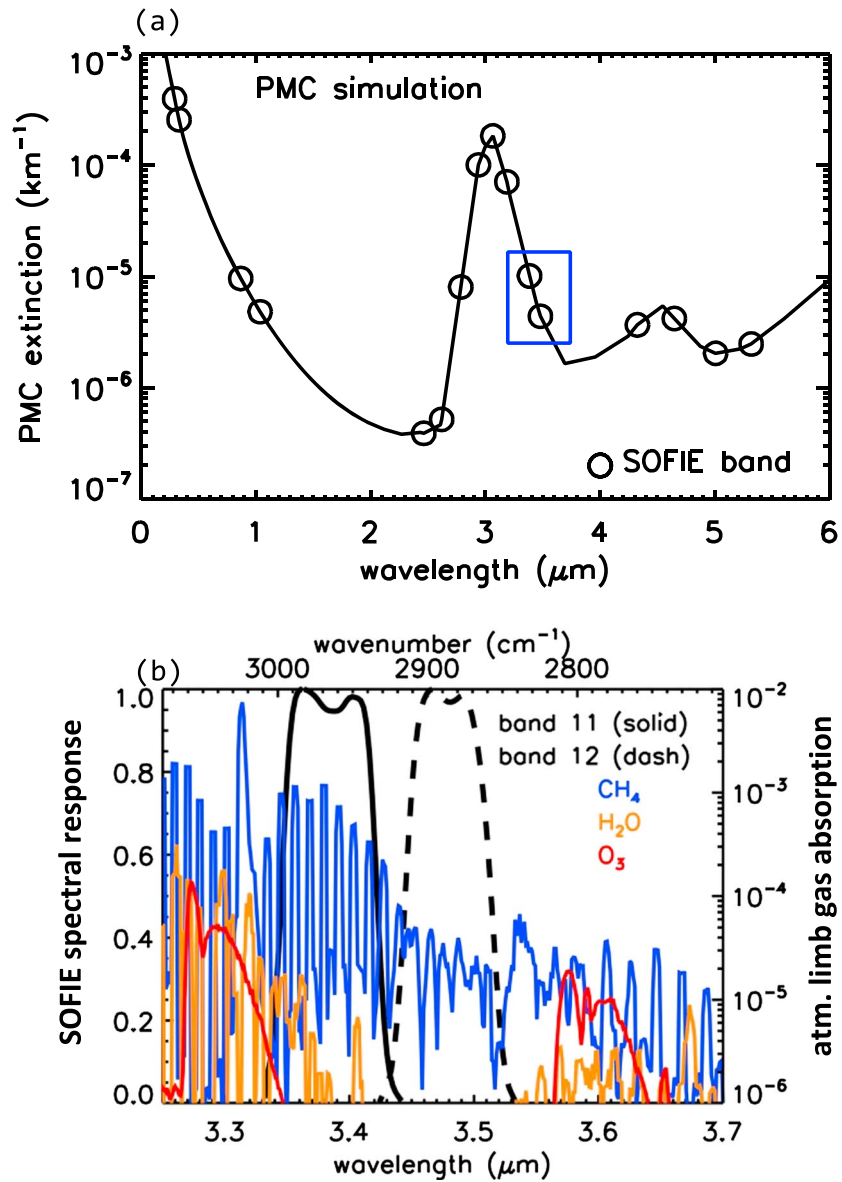 (a)
PMC simulation
PMC extinction (km⁻¹)
10⁻³
10⁻⁴
10⁻⁵
10⁻⁶
10⁻⁷
SOFIE band
0 1 2 3 4 5 6
wavelength (μm)
(b)
wavenumber (cm⁻¹)
3000 2900 2800
SOFIE spectral response
1.0
0.8
0.6
0.4
0.2
0.0
band 11 (solid)
band 12 (dash)
CH₄
H₂O
O₃
10⁻²
10⁻³
10⁻⁴
10⁻⁵
10⁻⁶
atm. limb gas absorption
3.3 3.4 3.5 3.6 3.7
wavelength (μm)